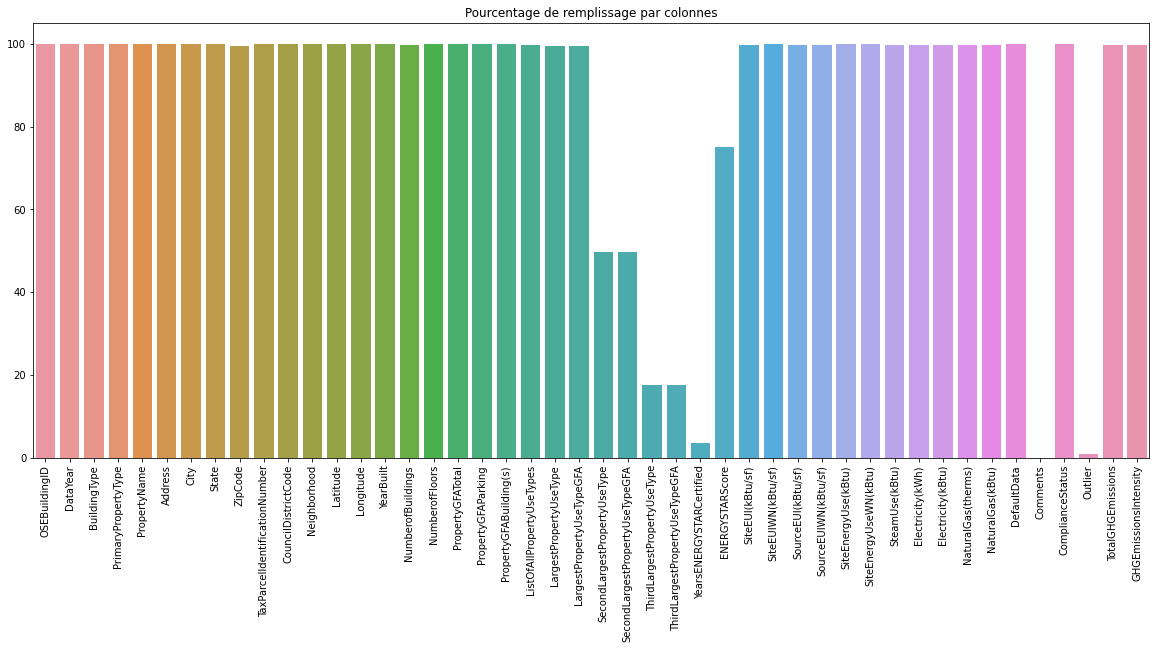 Pourcentage de remplissage par colonnes
100
80
60
40
20
0
OSEBuildingID
DataYear
BuildingType
PrimaryPropertyType
PropertyName
Address
City
State
ZipCode
TaxParcelIdentificationNumber
CouncilDistrictCode
Neighborhood
Latitude
Longitude
YearBuilt
NumberofBuildings
NumberofFloors
PropertyGFATotal
PropertyGFAParking
PropertyGFABuilding(s)
ListOfAllPropertyUseTypes
LargestPropertyUseType
LargestPropertyUseTypeGFA
SecondLargestPropertyUseType
SecondLargestPropertyUseTypeGFA
ThirdLargestPropertyUseType
ThirdLargestPropertyUseTypeGFA
YearsENERGYSTARCertified
ENERGYSTARScore
SiteEUI(kBtu/sf)
SiteEUIWN(kBtu/sf)
SourceEUI(kBtu/sf)
SourceEUIWN(kBtu/sf)
SiteEnergyUse(kBtu)
SiteEnergyUseWN(kBtu)
SteamUse(kBtu)
Electricity(kWh)
Electricity(kBtu)
NaturalGas(therms)
NaturalGas(kBtu)
DefaultData
Comments
ComplianceStatus
Outlier
TotalGHGEmissions
GHGEmissionsIntensity